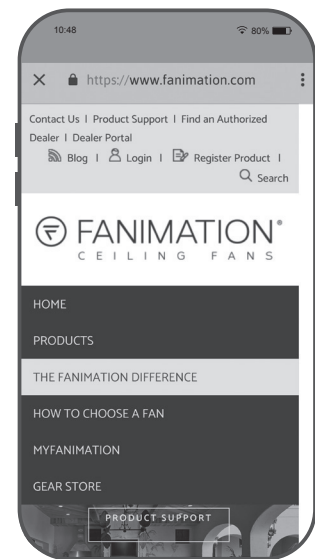 10:48
80%
https://www.fanimation.com
Contact Us | Product Support | Find an Authorized
Dealer | Dealer Portal
Blog | Login | Register Product |
Search
FANIMATION®
CEILING FANS
HOME
PRODUCTS
THE FANIMATION DIFFERENCE
HOW TO CHOOSE A FAN
MYFANIMATION
GEAR STORE
PRODUCT SUPPORT